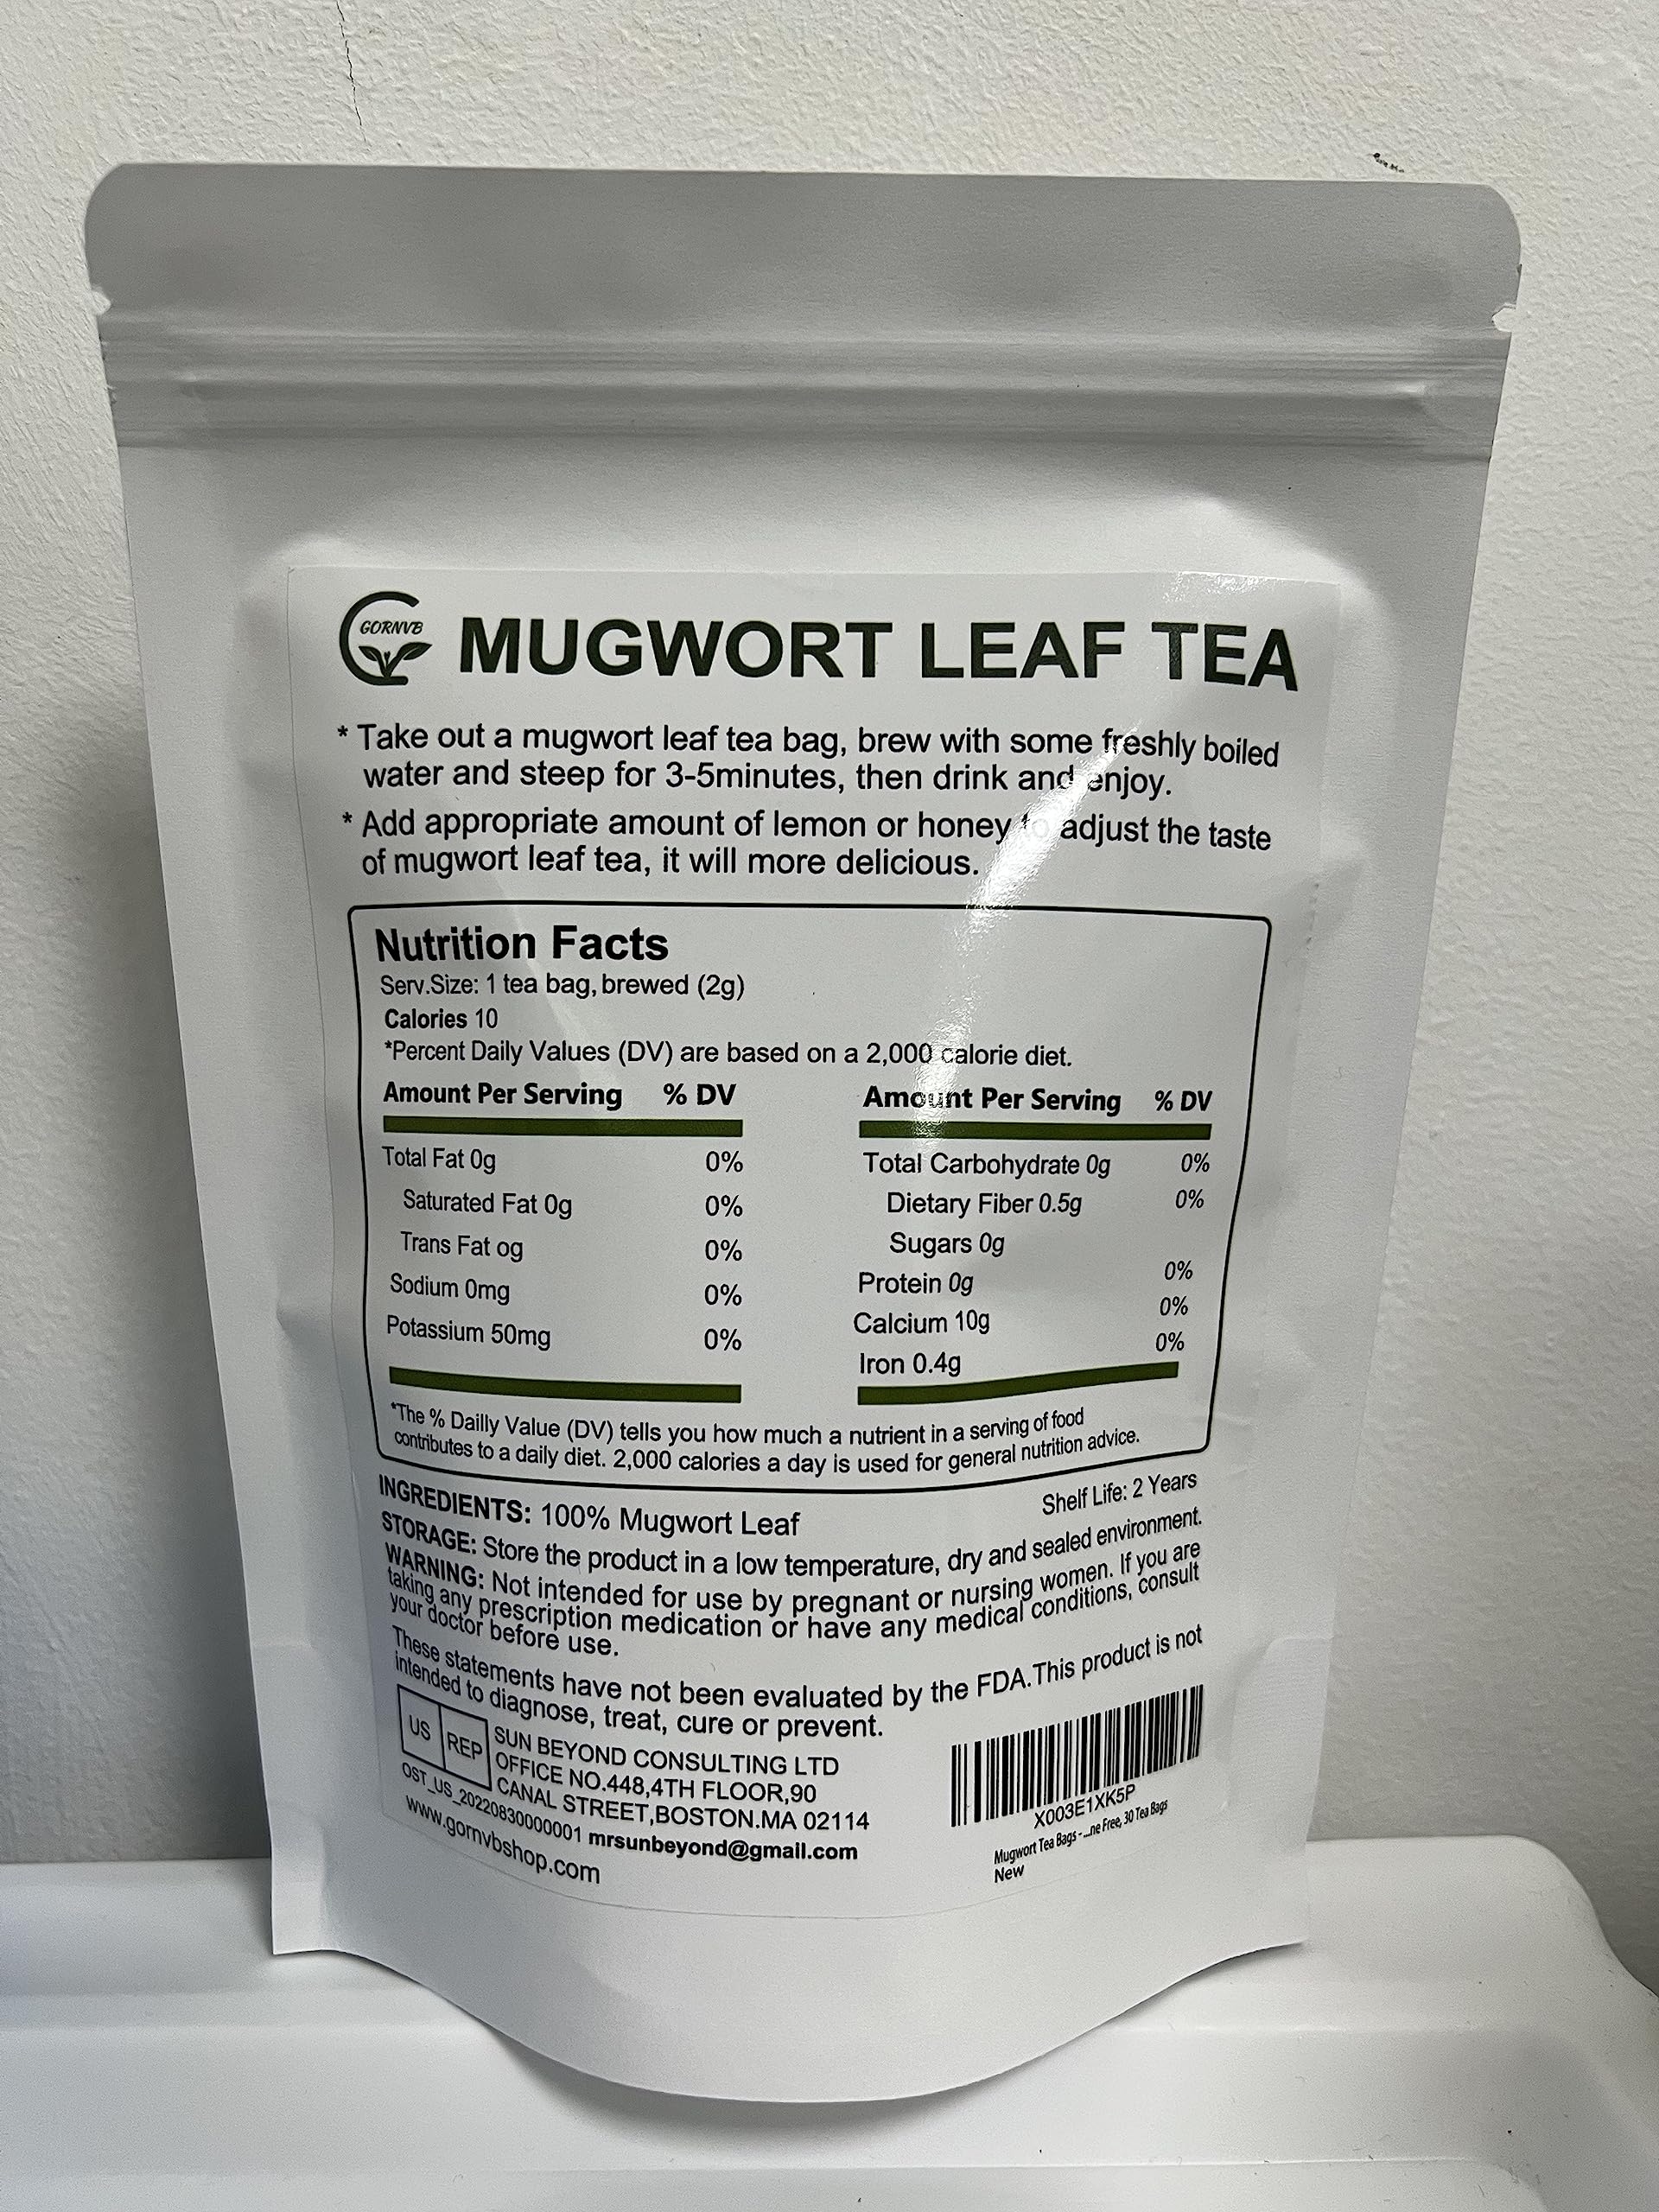 GORNVB
MUGWORT LEAF TEA
* Take out a mugwort leaf tea bag, brew with some freshly boiled
water and steep for 3-5minutes, then drink and enjoy.
* Add appropriate amount of lemon or honey to adjust the taste
of mugwort leaf tea, it will more delicious.
Nutrition Facts
Serv.Size: 1 tea bag, brewed (2g)
Calories 10
*Percent Daily Values (DV) are based on a 2,000 calorie diet.
Amount Per Serving % DV
Total Fat 0g 0%
Saturated Fat 0g 0%
Trans Fat og 0%
Sodium 0mg 0%
Potassium 50mg 0%
Amount Per Serving % DV
Total Carbohydrate 0g 0%
Dietary Fiber 0.5g 0%
Sugars 0g
Protein 0g 0%
Calcium 10g 0%
Iron 0.4g 0%
*The % Dailly Value (DV) tells you how much a nutrient in a serving of food
contributes to a daily diet. 2,000 calories a day is used for general nutrition advice.
INGREDIENTS: 100% Mugwort Leaf Shelf Life: 2 Years
STORAGE: Store the product in a low temperature, dry and sealed environment.
WARNING: Not intended for use by pregnant or nursing women. If you are
taking any prescription medication or have any medical conditions, consult
your doctor before use.
These statements have not been evaluated by the FDA.This product is not
intended to diagnose, treat, cure or prevent.
US REP
SUN BEYOND CONSULTING LTD
OFFICE NO.448,4TH FLOOR,90
CANAL STREET,BOSTON.MA 02114
OST_US_20220830000001 mrsunbeyond@gmail.com
www.gornvbshop.com
X003E1XK5P
Mugwort Tea Bags - ...ne Free, 30 Tea Bags
New